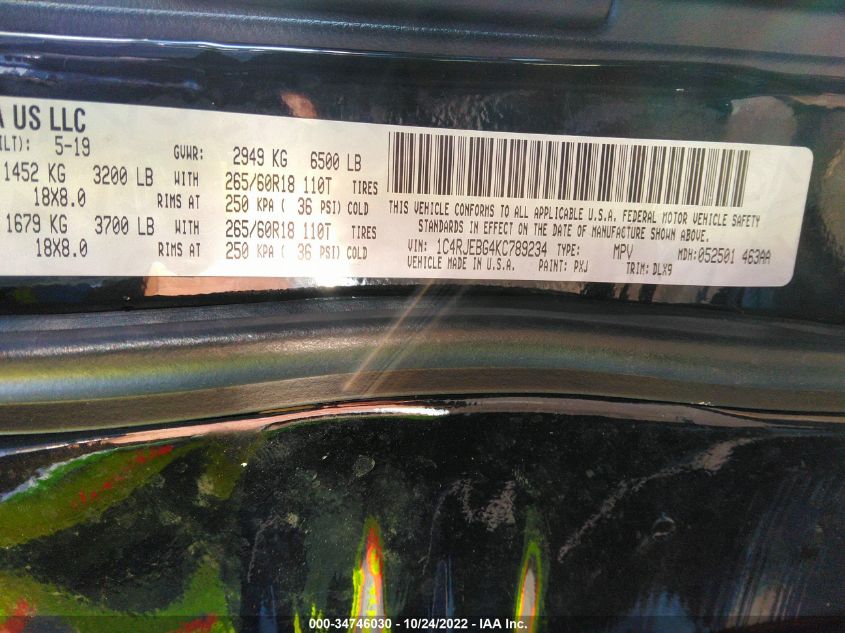 A US LLC
ILT): 5-19 GVWR: 2949 KG 6500 LB
1452 KG 3200 LB WITH 265/60R18 110T TIRES
18X8.0 RIMS AT 250 KPA ( 36 PSI) COLD
1679 KG 3700 LB WITH 265/60R18 110T TIRES
18X8.0 RIMS AT 250 KPA ( 36 PSI) COLD
THIS VEHICLE CONFORMS TO ALL APPLICABLE U.S.A. FEDERAL MOTOR VEHICLE SAFETY
STANDARDS IN EFFECT ON THE DATE OF MANUFACTURE SHOWN ABOVE.
VIN: 1C4RJEBG4KC789234 TYPE: MPV MDH:052501 463AA
VEHICLE MADE IN U.S.A. PAINT: PXJ TRIM: DLX9
000-34746030 - 10/24/2022 - IAA Inc.